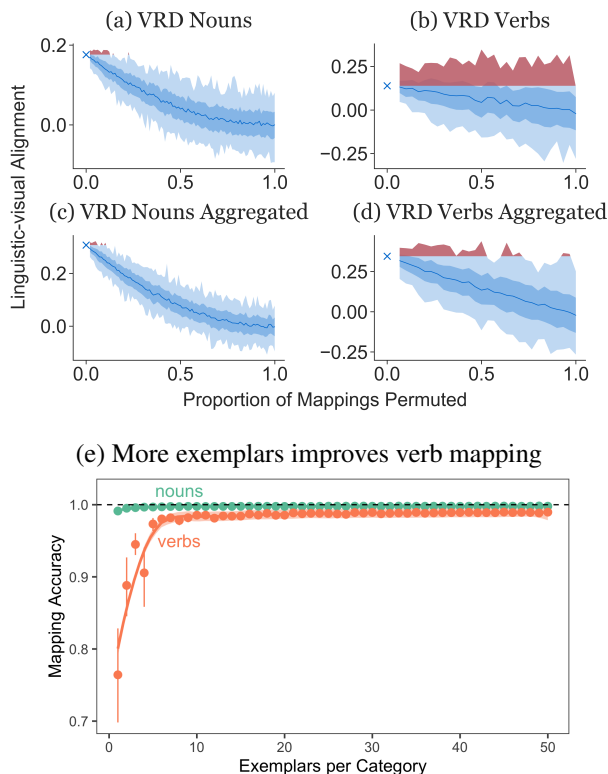 (a) VRD Nouns
(b) VRD Verbs
Linguistic-visual Alignment
0.2
0.0
0.0
0.5
1.0
0.25
0.00
−0.25
0.0
0.5
1.0
(c) VRD Nouns Aggregated
(d) VRD Verbs Aggregated
0.2
0.0
0.0
0.5
1.0
0.25
0.00
−0.25
0.0
0.5
1.0
Proportion of Mappings Permuted
(e) More exemplars improves verb mapping
Mapping Accuracy
1.0
0.9
0.8
0.7
nouns
verbs
0
10
20
30
40
50
Exemplars per Category